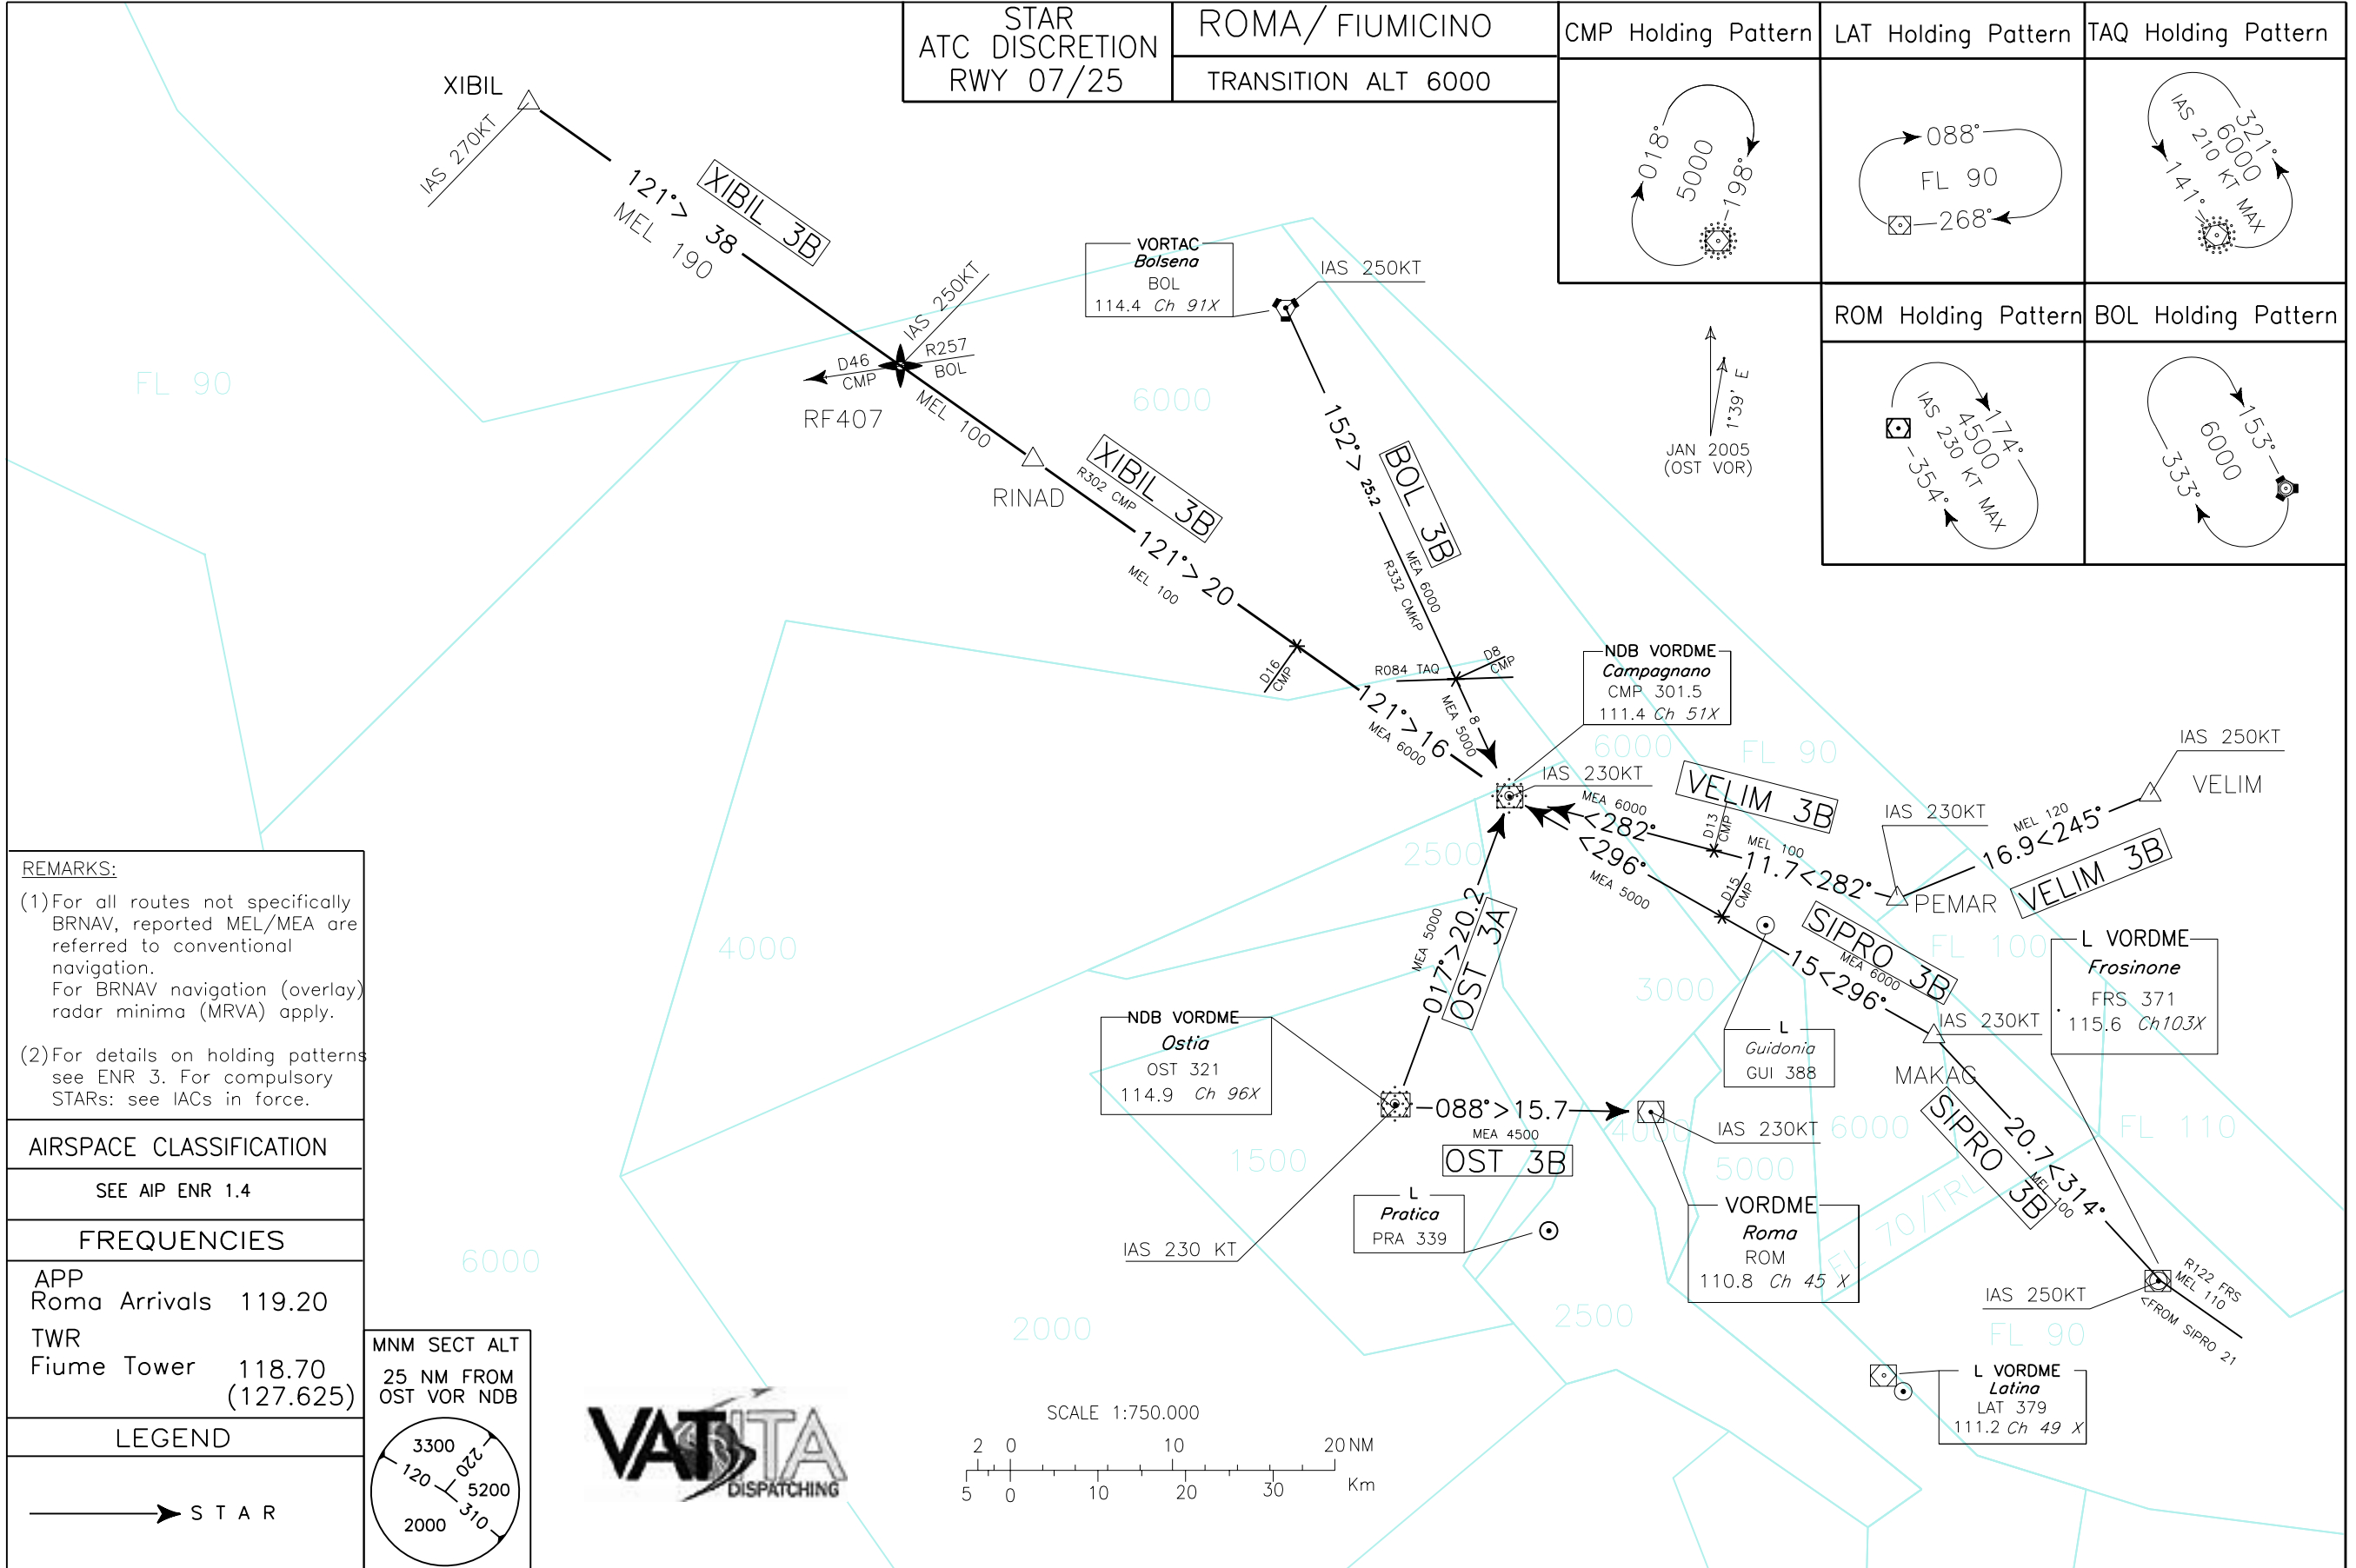 STAR
ATC DISCRETION
RWY 07/25
ROMA/ FIUMICINO
TRANSITION ALT 6000
CMP Holding Pattern
018°
5000
198°
LAT Holding Pattern
088°
FL 90
268°
TAQ Holding Pattern
321°
6000
IAS 210 KT MAX
141°
ROM Holding Pattern
174°
4500
IAS 230 KT MAX
354°
BOL Holding Pattern
153°
6000
333°
XIBIL
IAS 270KT
121°> 38
MEL 190
XIBIL 3B
IAS 250KT
D46
CMP
R257
BOL
RF407
MEL 100
RINAD
XIBIL 3B
R302 CMP
121°> 20
MEL 100
D16
CMP
121°>16
MEA 6000
VORTAC
Bolsena
BOL
114.4 Ch 91X
IAS 250KT
152°> 25.2
BOL 3B
MEA 6000
R332 CMKP
R084 TAQ
D8
CMP
8
MEA 5000
1°39' E
JAN 2005
(OST VOR)
NDB VORDME
Campagnano
CMP 301.5
111.4 Ch 51X
IAS 230KT
MEA 6000
<282°
VELIM 3B
D13
CMP
MEL 100
11.7<282°
IAS 230KT
PEMAR
MEL 120
16.9<245°
VELIM 3B
IAS 250KT
VELIM
<296°
MEA 5000
D15
CMP
SIPRO 3B
MEA 6000
15<296°
IAS 230KT
MAKAG
SIPRO 3B
20.7<314°
MEL 100
L VORDME
Frosinone
FRS 371
115.6 Ch103X
IAS 250KT
R122 FRS
MEL 110
<FROM SIPRO 21
L
Guidonia
GUI 388
NDB VORDME
Ostia
OST 321
114.9 Ch 96X
MEA 5000
017°>20.2
OST 3A
088°>15.7
MEA 4500
OST 3B
IAS 230 KT
IAS 230KT
L
Pratica
PRA 339
VORDME
Roma
ROM
110.8 Ch 45 X
L VORDME
Latina
LAT 379
111.2 Ch 49 X
FL 90
6000
6000
FL 90
2500
4000
FL 100
3000
4000
6000
FL 110
5000
1500
FL 70/TRL
6000
2000
2500
FL 90
REMARKS:
(1)For all routes not specifically
BRNAV, reported MEL/MEA are
referred to conventional
navigation.
For BRNAV navigation (overlay)
radar minima (MRVA) apply.
(2)For details on holding patterns
see ENR 3. For compulsory
STARs: see IACs in force.
AIRSPACE CLASSIFICATION
SEE AIP ENR 1.4
FREQUENCIES
APP
Roma Arrivals 119.20
TWR
Fiume Tower 118.70
(127.625)
LEGEND
STAR
MNM SECT ALT
25 NM FROM
OST VOR NDB
3300
220
120
5200
310
2000
VATITA
DISPATCHING
SCALE 1:750.000
2 0 10 20 NM
5 0 10 20 30 Km